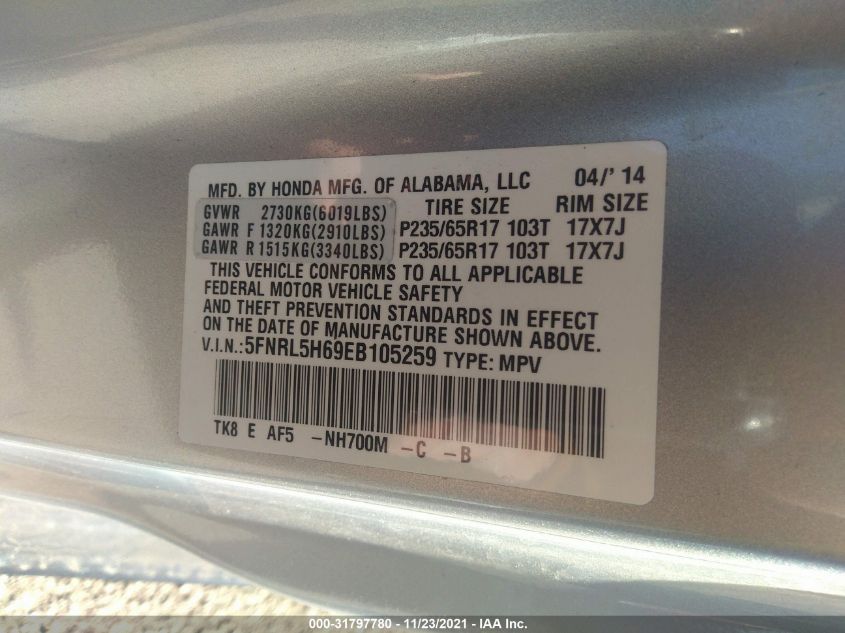 MFD. BY HONDA MFG. OF ALABAMA, LLC 04/' 14
GVWR 2730KG(6019LBS) TIRE SIZE RIM SIZE
GAWR F 1320KG(2910LBS) P235/65R17 103T 17X7J
GAWR R 1515KG(3340LBS) P235/65R17 103T 17X7J
THIS VEHICLE CONFORMS TO ALL APPLICABLE
FEDERAL MOTOR VEHICLE SAFETY
AND THEFT PREVENTION STANDARDS IN EFFECT
ON THE DATE OF MANUFACTURE SHOWN ABOVE.
V.I.N.:5FNRL5H69EB105259 TYPE: MPV
TK8 E AF5 -NH700M -C -B
000-31797780 - 11/23/2021 - IAA Inc.